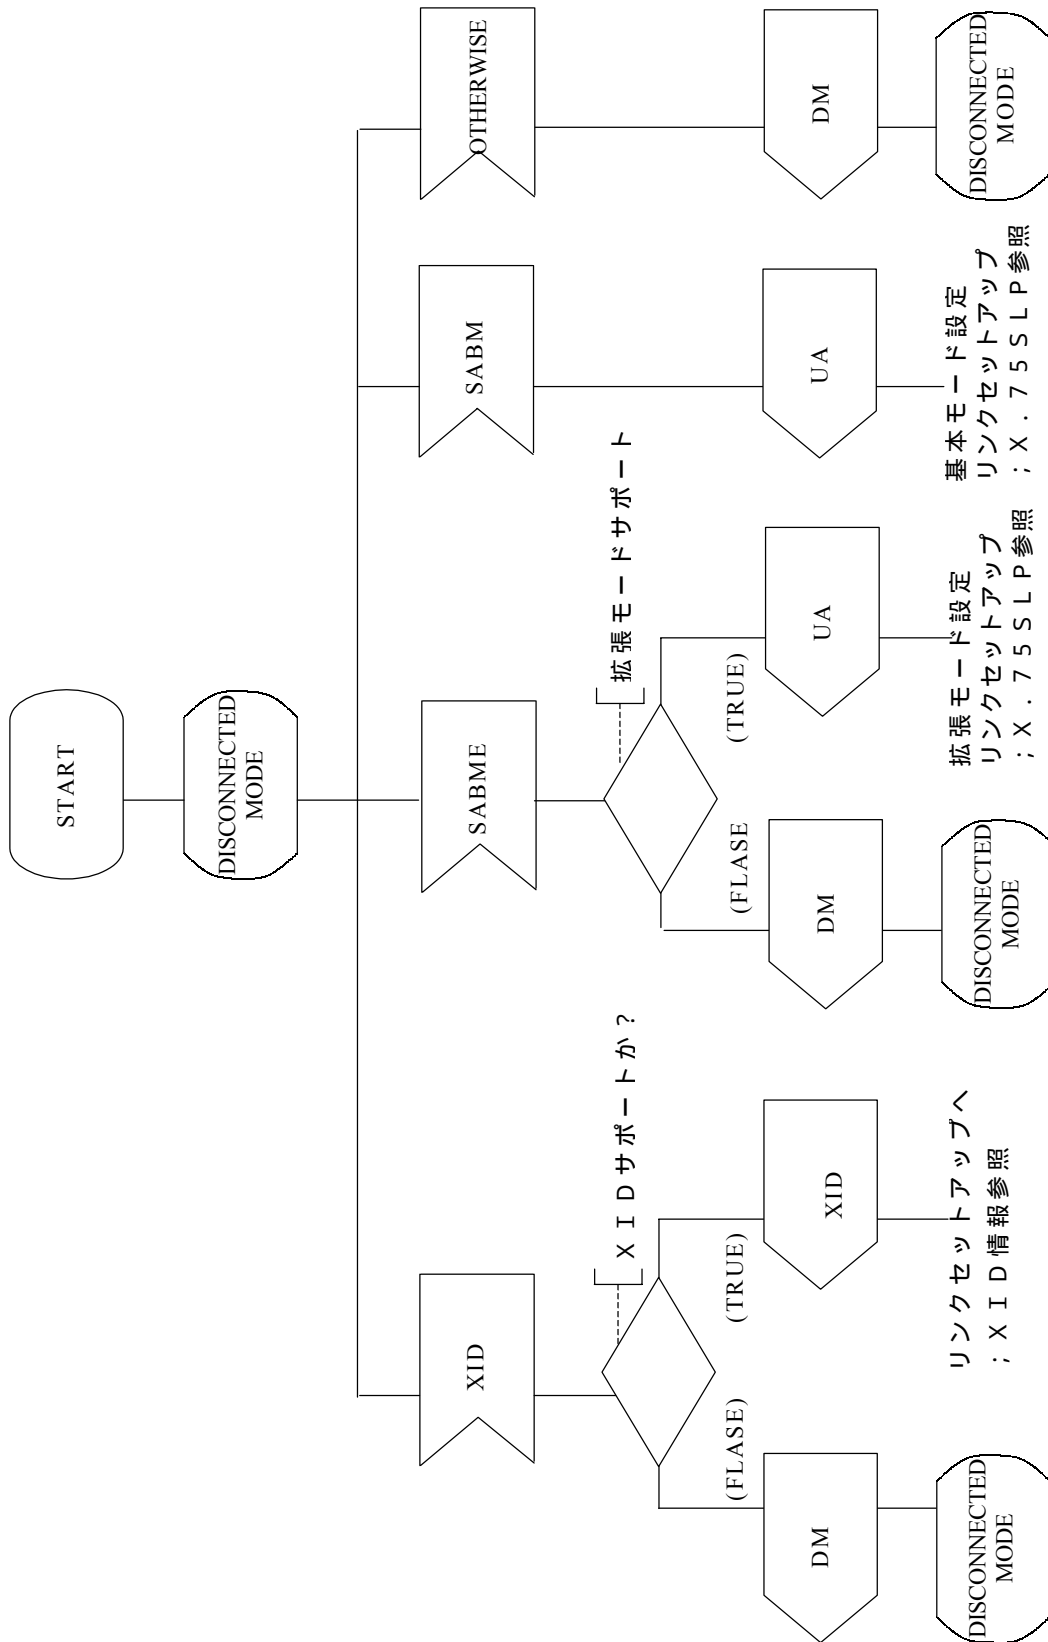 START
DISCONNECTED
MODE
XID
SABME
SABM
OTHERWISE
ＸＩＤサポートか？
拡張モードサポート
(FLASE)
(TRUE)
(FLASE
(TRUE)
DM
XID
DM
UA
UA
DM
DISCONNECTED
MODE
リンクセットアップへ
；ＸＩＤ情報参照
DISCONNECTED
MODE
拡張モード設定
リンクセットアップ
；Ｘ．７５ＳＬＰ参照
基本モード設定
リンクセットアップ
；Ｘ．７５ＳＬＰ参照
DISCONNECTED
MODE